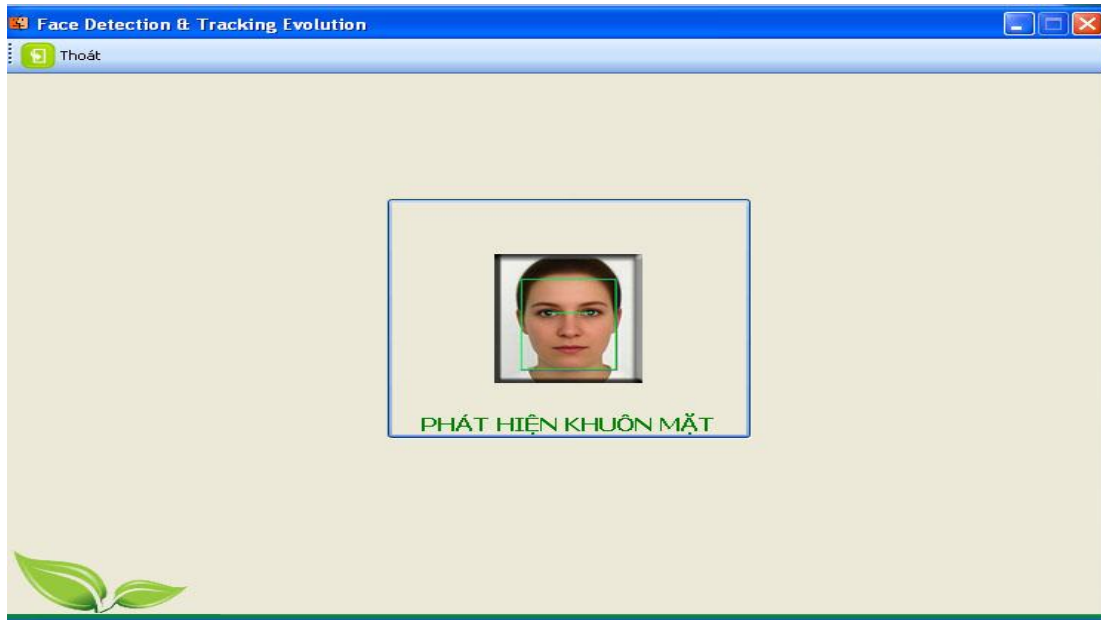 Face Detection & Tracking Evolution
Thoát
PHÁT HIỆN KHUÔN MẶT